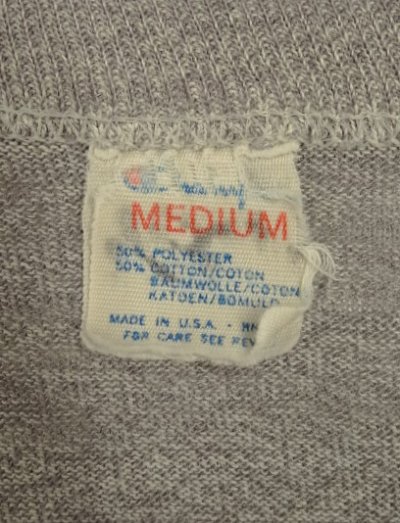 MEDIUM
50% POLYESTER
50% COTTON/COTON
BAUMWOLLE/COTON
KATOEN/BOMULD
MADE IN U.S.A. -
FOR CARE SEE REV